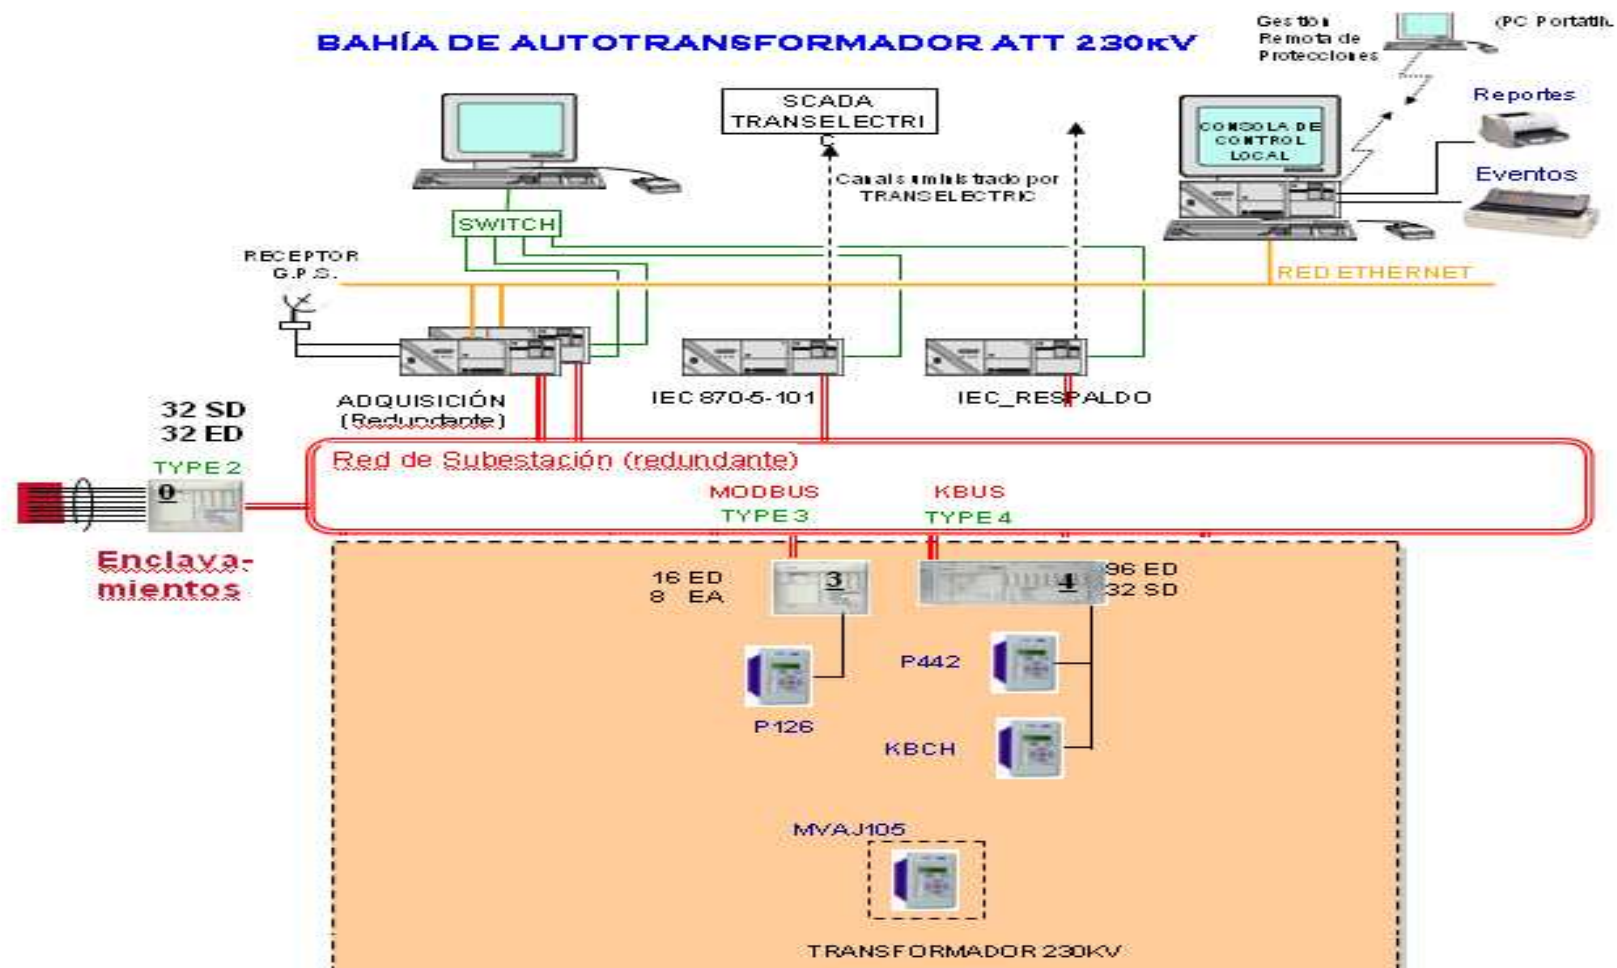 BAHÍA DE AUTOTRANSFORMADOR ATT 230KV
Gestión
Remota de
Protecciones
(PC Portátil
Reportes
Eventos
SCADA
TRANSELECTRI
C
CONSOLA DE
CONTROL
LOCAL
Canal suministrado por
TRANSELECTRIC
SWITCH
RECEPTOR
G.P.S.
RED ETHERNET
ADQUISICIÓN
(Redundante)
IEC 870-5-101
IEC_RESPALDO
32 SD
32 ED
TYPE 2
0
Enclava-
mientos
Red de Subestación (redundante)
MODBUS
TYPE 3
KBUS
TYPE 4
16 ED
8 EA
3
4
96 ED
32 SD
P126
P442
KBCH
MVAJ105
TRANSFORMADOR 230KV